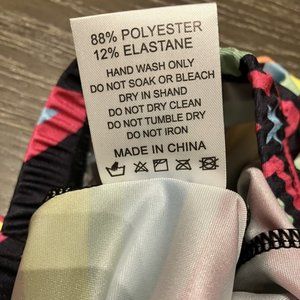 88% POLYESTER
12% ELASTANE
HAND WASH ONLY
DO NOT SOAK OR BLEACH
DRY IN SHAND
DO NOT DRY CLEAN
DO NOT TUMBLE DRY
DO NOT IRON
MADE IN CHINA